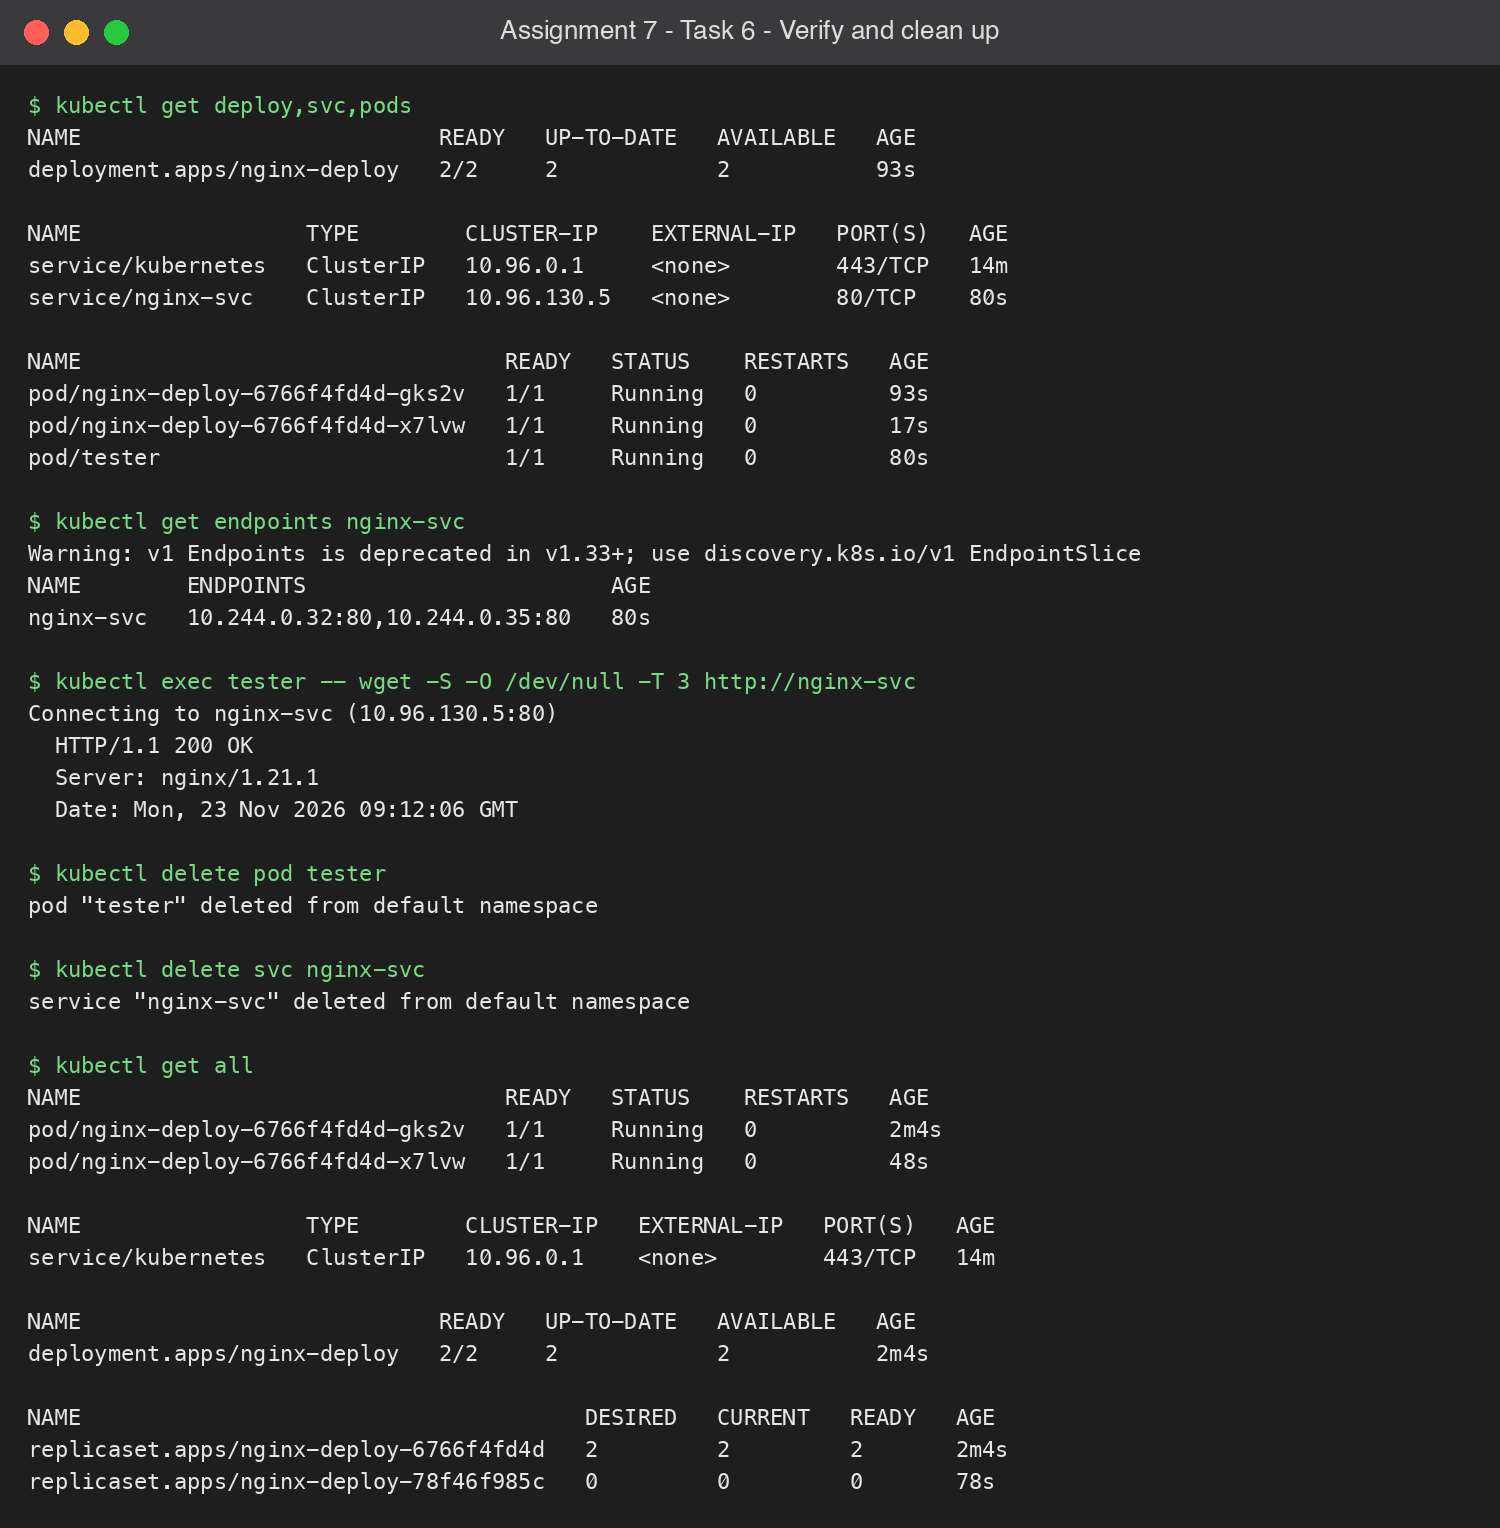 Assignment 7 - Task 6 - Verify and clean up
$ kubectl get deploy,svc,pods
NAME                           READY   UP-TO-DATE   AVAILABLE   AGE
deployment.apps/nginx-deploy   2/2     2            2           93s

NAME                 TYPE        CLUSTER-IP    EXTERNAL-IP   PORT(S)   AGE
service/kubernetes   ClusterIP   10.96.0.1     <none>        443/TCP   14m
service/nginx-svc    ClusterIP   10.96.130.5   <none>        80/TCP    80s

NAME                                READY   STATUS    RESTARTS   AGE
pod/nginx-deploy-6766f4fd4d-gks2v   1/1     Running   0          93s
pod/nginx-deploy-6766f4fd4d-x7lvw   1/1     Running   0          17s
pod/tester                          1/1     Running   0          80s

$ kubectl get endpoints nginx-svc
Warning: v1 Endpoints is deprecated in v1.33+; use discovery.k8s.io/v1 EndpointSlice
NAME        ENDPOINTS                       AGE
nginx-svc   10.244.0.32:80,10.244.0.35:80   80s

$ kubectl exec tester -- wget -S -O /dev/null -T 3 http://nginx-svc
Connecting to nginx-svc (10.96.130.5:80)
  HTTP/1.1 200 OK
  Server: nginx/1.21.1
  Date: Mon, 23 Nov 2026 09:12:06 GMT

$ kubectl delete pod tester
pod "tester" deleted from default namespace

$ kubectl delete svc nginx-svc
service "nginx-svc" deleted from default namespace

$ kubectl get all
NAME                                READY   STATUS    RESTARTS   AGE
pod/nginx-deploy-6766f4fd4d-gks2v   1/1     Running   0          2m4s
pod/nginx-deploy-6766f4fd4d-x7lvw   1/1     Running   0          48s

NAME                 TYPE        CLUSTER-IP   EXTERNAL-IP   PORT(S)   AGE
service/kubernetes   ClusterIP   10.96.0.1    <none>        443/TCP   14m

NAME                           READY   UP-TO-DATE   AVAILABLE   AGE
deployment.apps/nginx-deploy   2/2     2            2           2m4s

NAME                                      DESIRED   CURRENT   READY   AGE
replicaset.apps/nginx-deploy-6766f4fd4d   2         2         2       2m4s
replicaset.apps/nginx-deploy-78f46f985c   0         0         0       78s